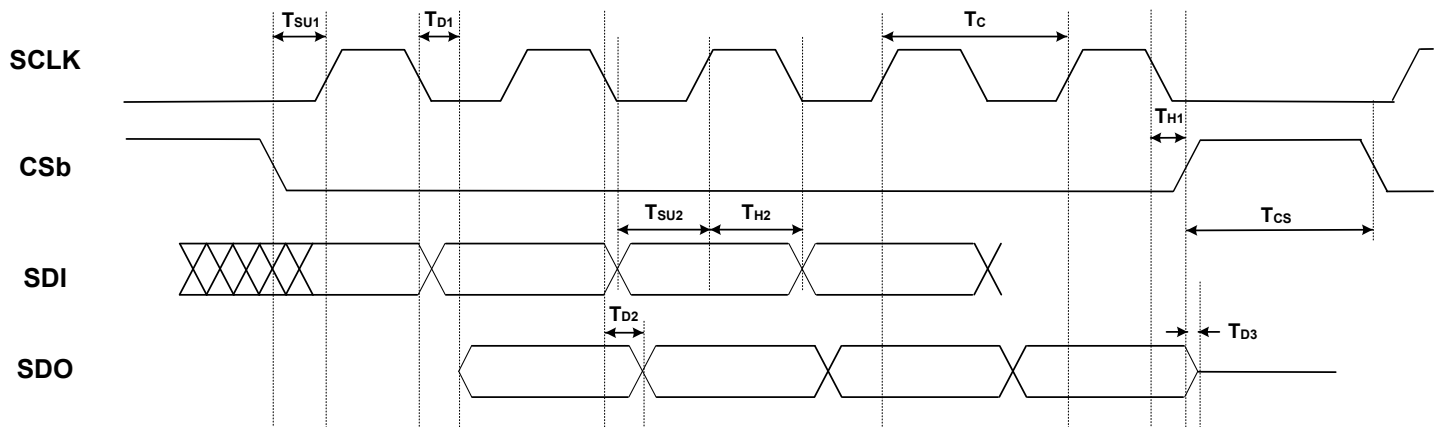 TSU1
TD1
TC
SCLK
TH1
CSb
TSU2
TH2
TCS
SDI
TD2
TD3
SDO